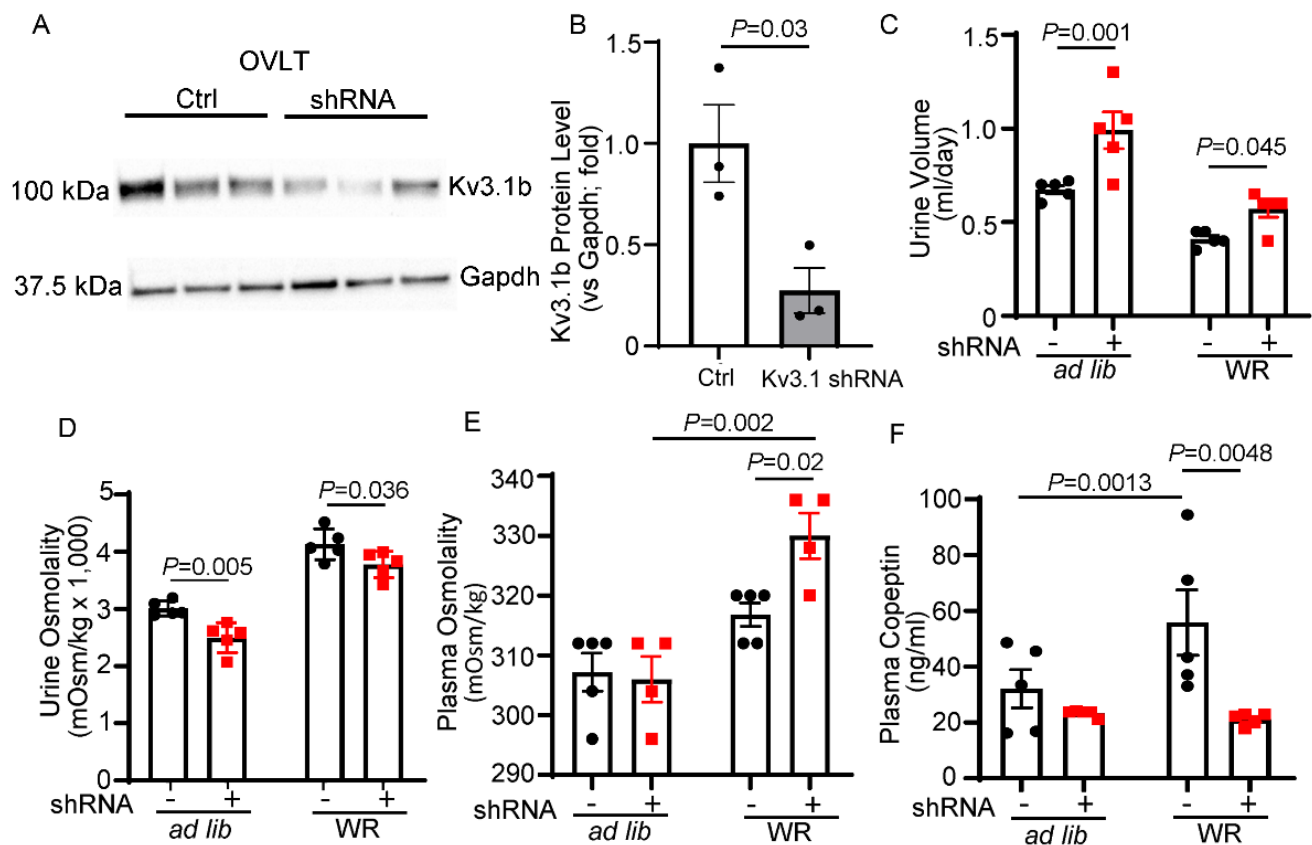 A
OVLT
Ctrl shRNA
100 kDa Kv3.1b
37.5 kDa Gapdh
B
P=0.03
Kv3.1b Protein Level
(vs Gapdh; fold)
1.5
1.0
0.5
0.0
Ctrl Kv3.1 shRNA
C
P=0.001
P=0.045
Urine Volume
(ml/day)
1.5
1.0
0.5
0.0
shRNA - + - +
ad lib WR
D
P=0.005
P=0.036
Urine Osmolality
(mOsm/kg x 1,000)
5
4
3
2
1
0
shRNA - + - +
ad lib WR
E
P=0.002
P=0.02
Plasma Osmolality
(mOsm/kg)
340
330
320
310
300
290
shRNA - + - +
ad lib WR
F
P=0.0048
P=0.0013
Plasma Copeptin
(ng/ml)
100
80
60
40
20
0
shRNA - + - +
ad lib WR